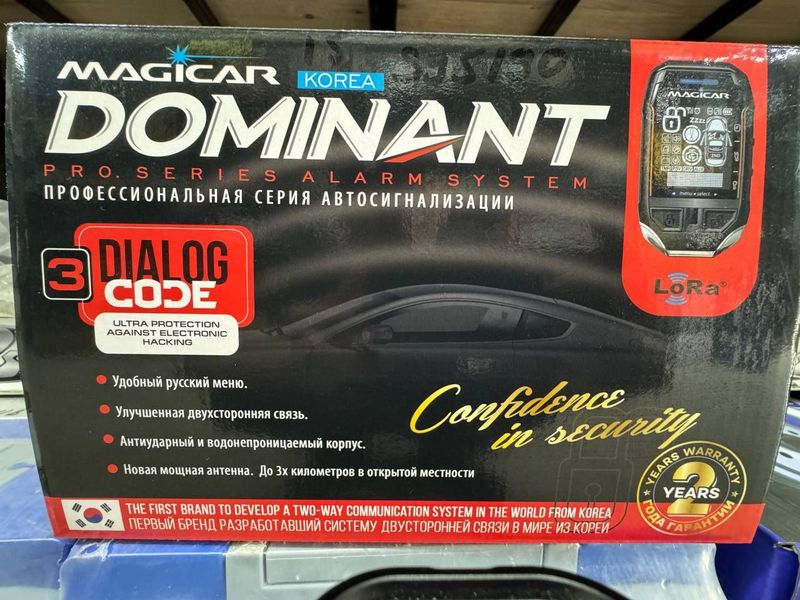 MAGICAR
KOREA
DOMINANT
PRO. SERIES ALARM SYSTEM
ПРОФЕССИОНАЛЬНАЯ СЕРИЯ АВТОСИГНАЛИЗАЦИИ
MAGICAR
Zzzz
menu • select
LoRa®
3 DIALOG
CODE
ULTRA PROTECTION
AGAINST ELECTRONIC
HACKING
• Удобный русский меню.
• Улучшенная двухсторонняя связь.
• Антиударный и водонепроницаемый корпус.
• Новая мощная антенна. До 3х километров в открытой местности
Confidence
in security
YEARS WARRANTY
2
YEARS
ГОДА ГАРАНТИИ
THE FIRST BRAND TO DEVELOP A TWO-WAY COMMUNICATION SYSTEM IN THE WORLD FROM KOREA
ПЕРВЫЙ БРЕНД РАЗРАБОТАВШИЙ СИСТЕМУ ДВУСТОРОННЕЙ СВЯЗИ В МИРЕ ИЗ КОРЕИ